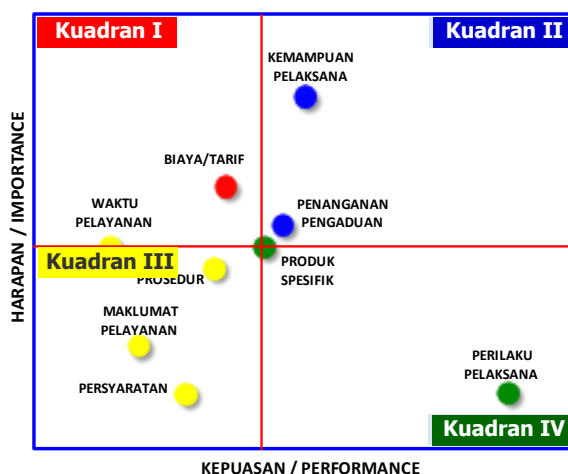 Kuadran I
Kuadran II
KEMAMPUAN
PELAKSANA
BIAYA/TARIF
WAKTU
PELAYANAN
PENANGANAN
PENGADUAN
Kuadran III
PROSEDUR
PRODUK
SPESIFIK
MAKLUMAT
PELAYANAN
PERSYARATAN
PERILAKU
PELAKSANA
Kuadran IV
HARAPAN / IMPORTANCE
KEPUASAN / PERFORMANCE